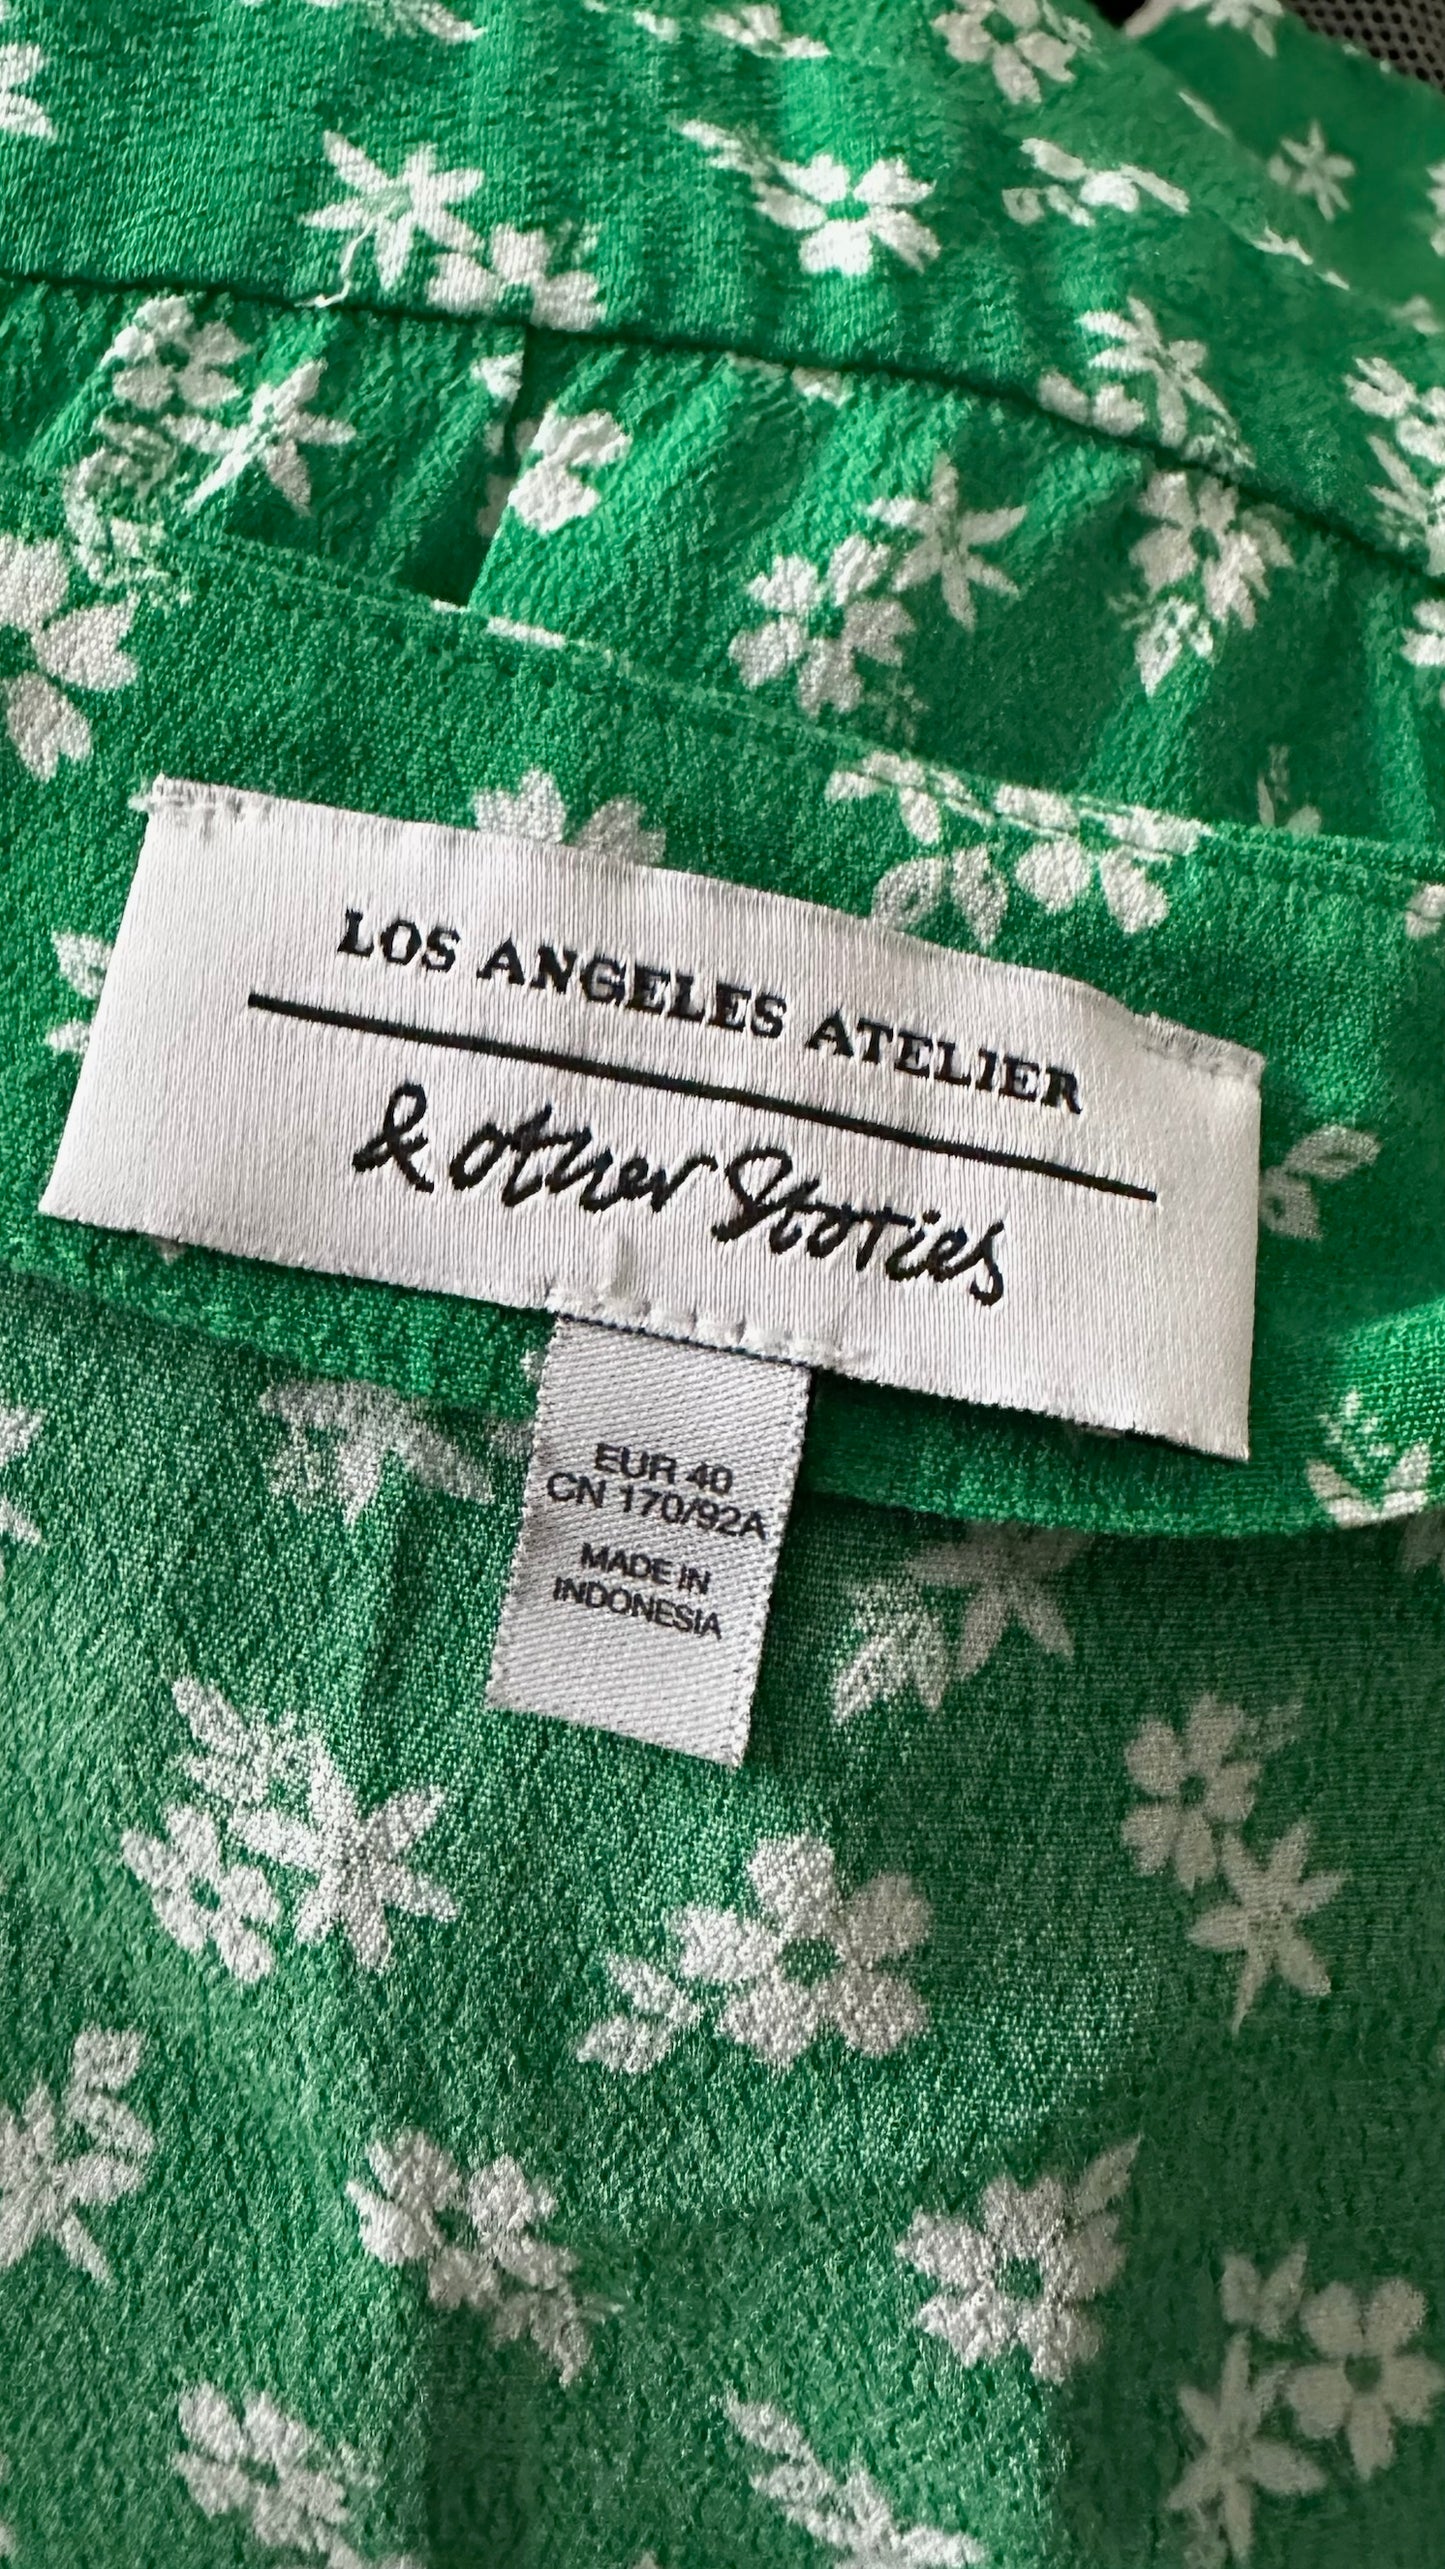 LOS ANGELES ATELIER
& other Stories
EUR 40
CN 170/92A
MADE IN
INDONESIA